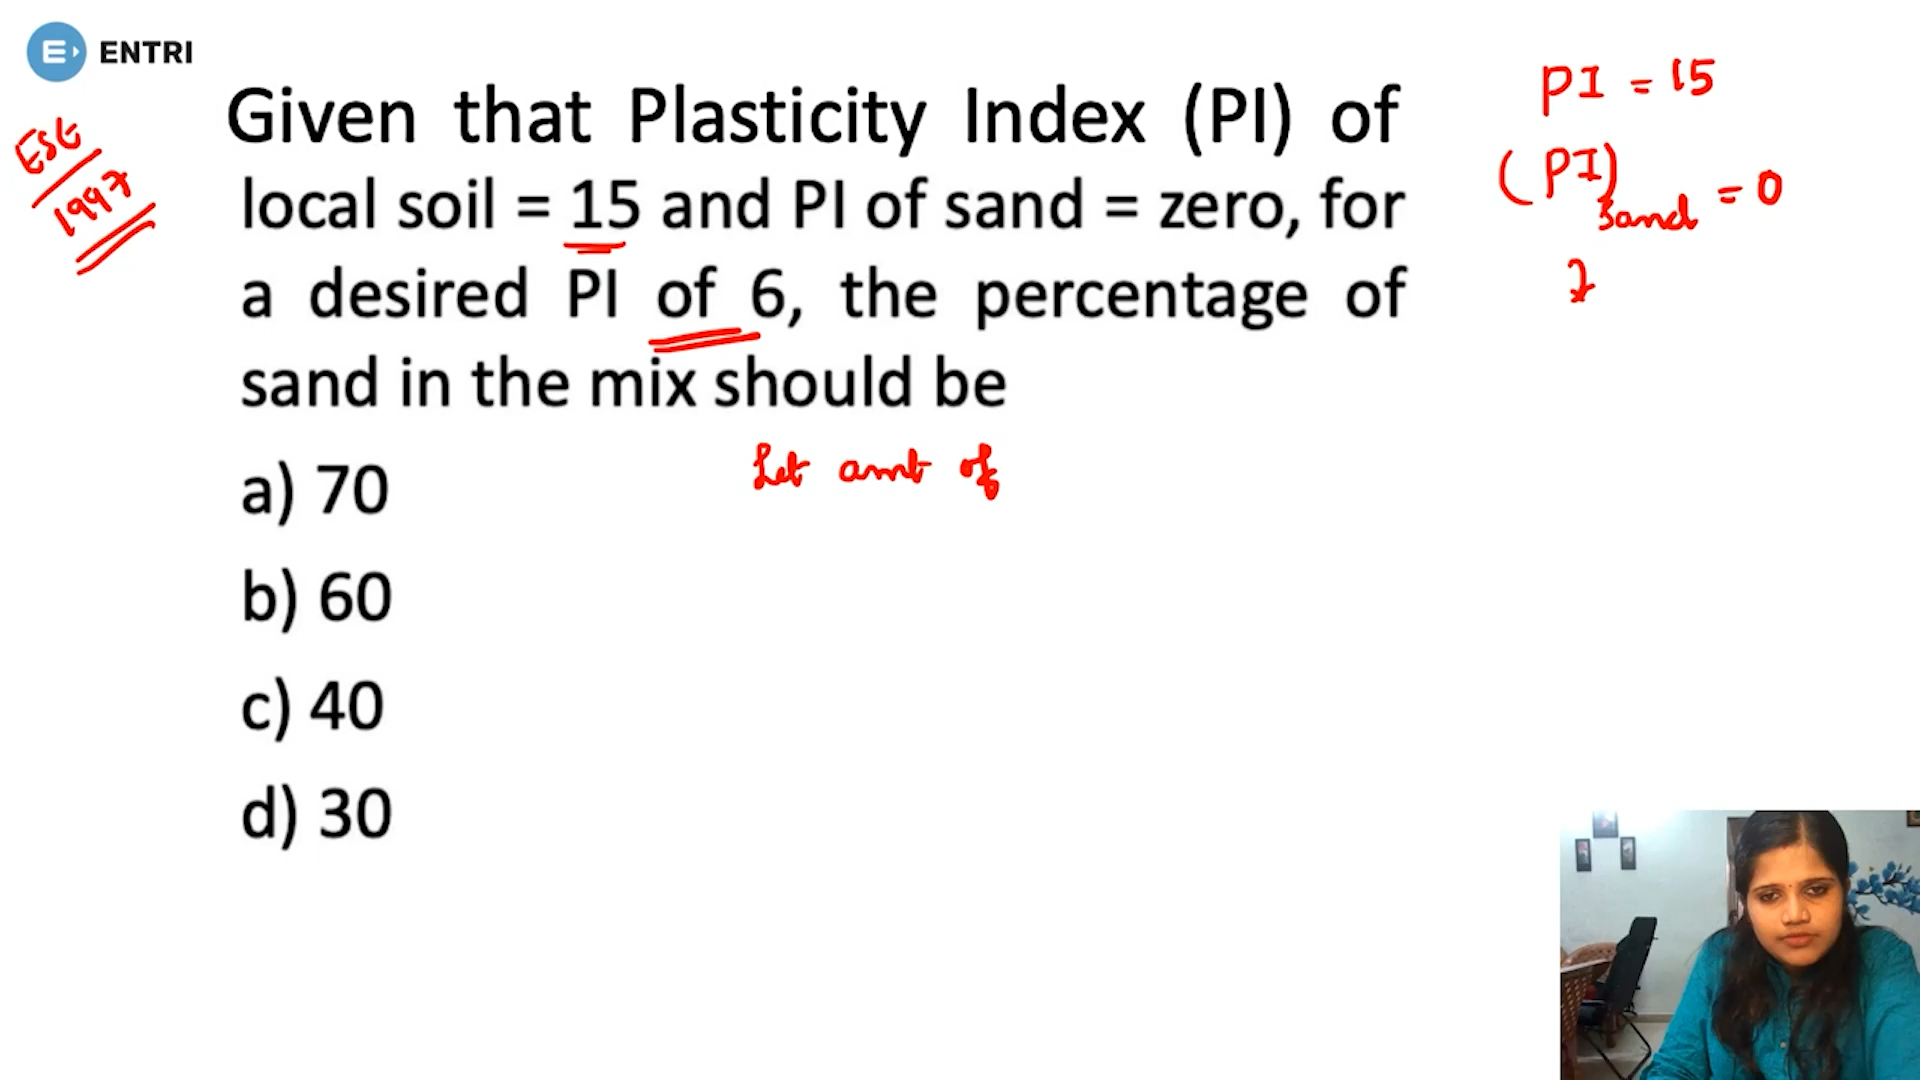 ENTRI
ESE
1997
Given that Plasticity Index (PI) of
local soil = 15 and PI of sand = zero, for
a desired PI of 6, the percentage of
sand in the mix should be
a) 70
b) 60
c) 40
d) 30
PI = 15
(PI)sand = 0
Let amt of